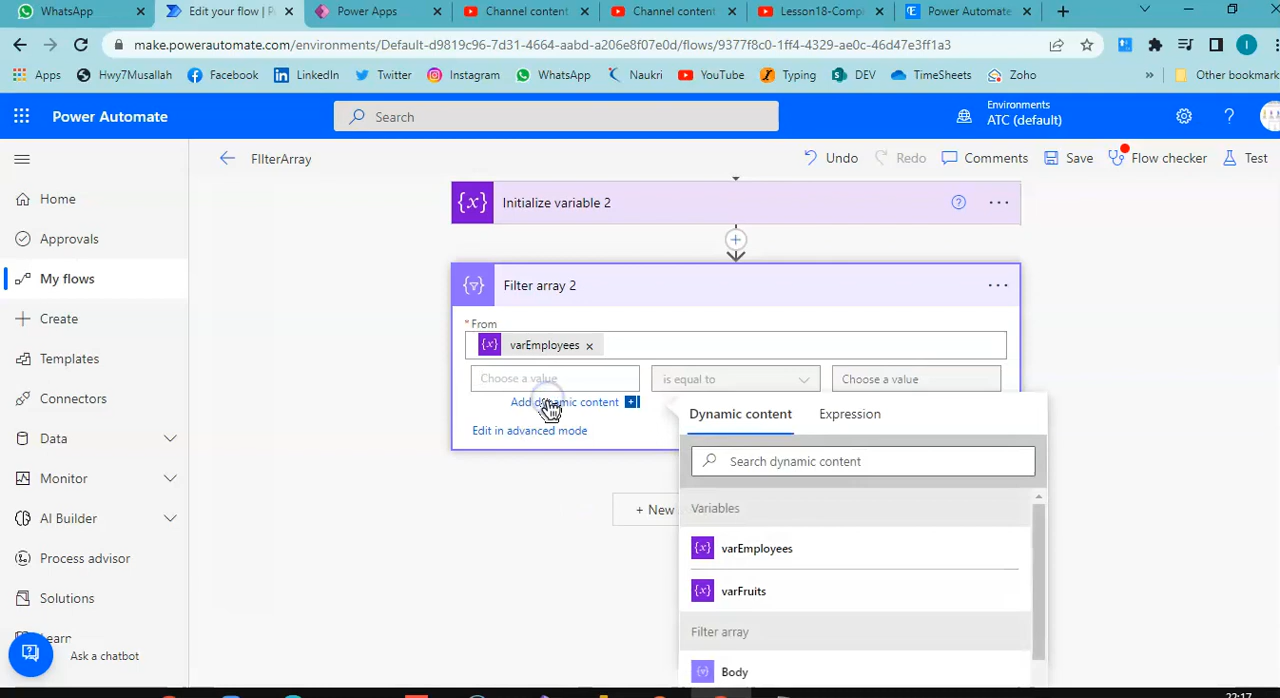 WhatsApp
Edit your flow | P
Power Apps
Channel content
Channel content
Lesson18-Comp
Power Automate
make.powerautomate.com/environments/Default-d9819c96-7d31-4664-aabd-a206e8f07e0d/flows/9377f8c0-1ff4-4329-ae0c-46d47e3ff1a3
Apps
Hwy7Musallah
Facebook
LinkedIn
Twitter
Instagram
WhatsApp
Naukri
YouTube
Typing
DEV
TimeSheets
Zoho
»
Other bookmark
Power Automate
Search
Environments
ATC (default)
FIlterArray
Undo
Redo
Comments
Save
Flow checker
Test
Home
Approvals
My flows
Create
Templates
Connectors
Data
Monitor
AI Builder
Process advisor
Solutions
Learn
Ask a chatbot
{x} Initialize variable 2
Filter array 2
* From
{x} varEmployees ×
Choose a value
is equal to
Choose a value
Add dynamic content
Edit in advanced mode
+ New
Dynamic content
Expression
Search dynamic content
Variables
{x} varEmployees
{x} varFruits
Filter array
Body
22:17